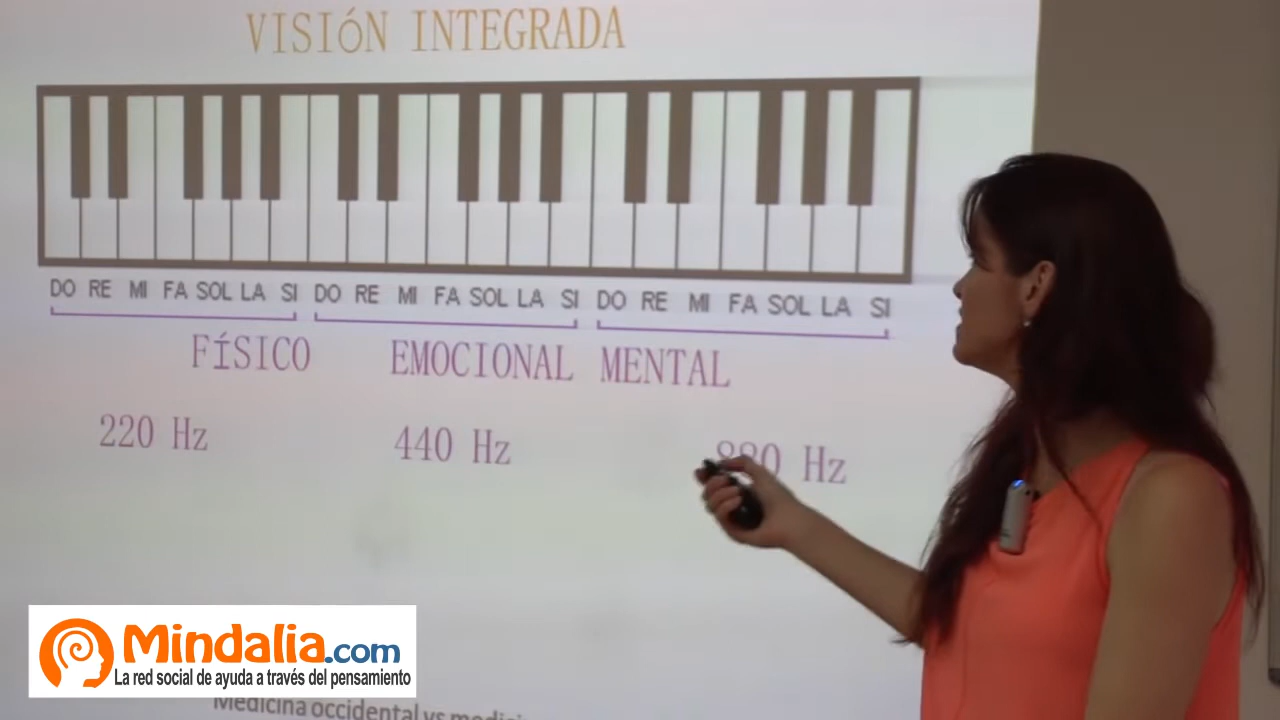 VISIÓN INTEGRADA
DO RE MI FA SOL LA SI DO RE MI FA SOL LA SI DO RE MI FA SOL LA SI
FÍSICO EMOCIONAL MENTAL
220 Hz 440 Hz 880 Hz
Mindalia.com
La red social de ayuda a través del pensamiento
Medicina occidental vs